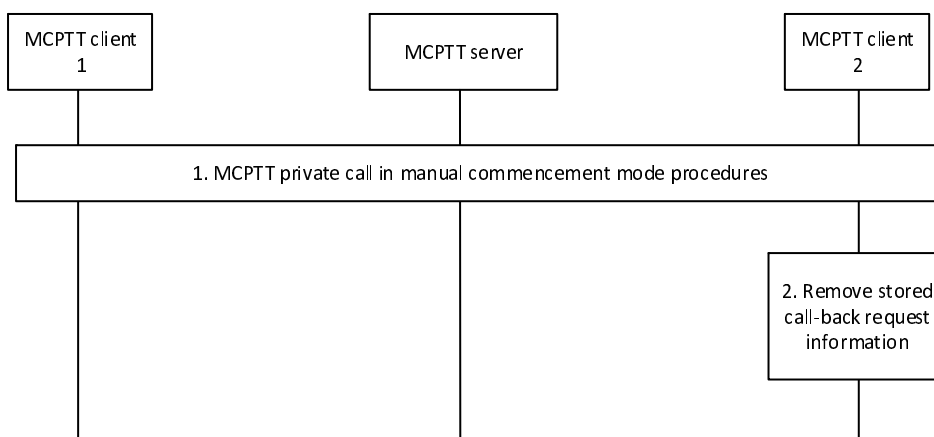 MCPTT client
1
MCPTT server
MCPTT client
2
1. MCPTT private call in manual commencement mode procedures
2. Remove stored
call-back request
information